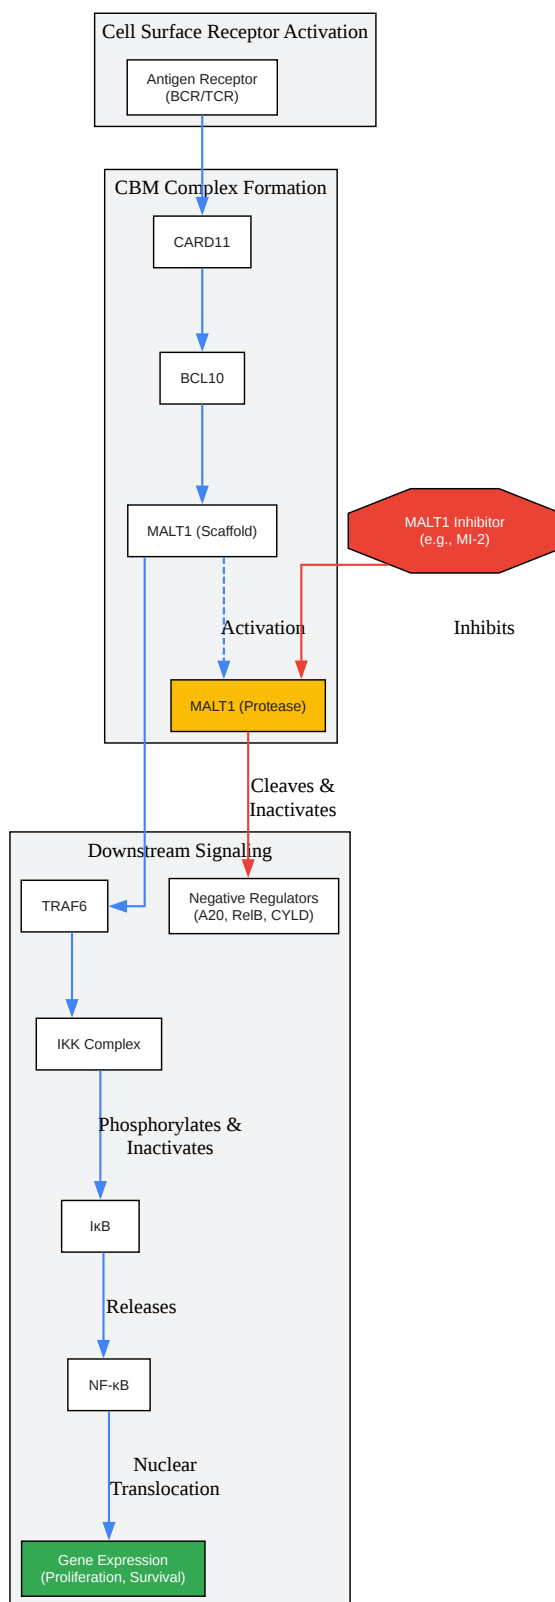 Cell Surface Receptor Activation
Antigen Receptor
(BCR/TCR)
CBM Complex Formation
CARD11
BCL10
MALT1 (Scaffold)
MALT1 Inhibitor
(e.g., MI-2)
Activation
Inhibits
MALT1 (Protease)
Cleaves &
Inactivates
Downstream Signaling
TRAF6
Negative Regulators
(A20, RelB, CYLD)
IKK Complex
Phosphorylates &
Inactivates
IκB
Releases
NF-κB
Nuclear
Translocation
Gene Expression
(Proliferation, Survival)